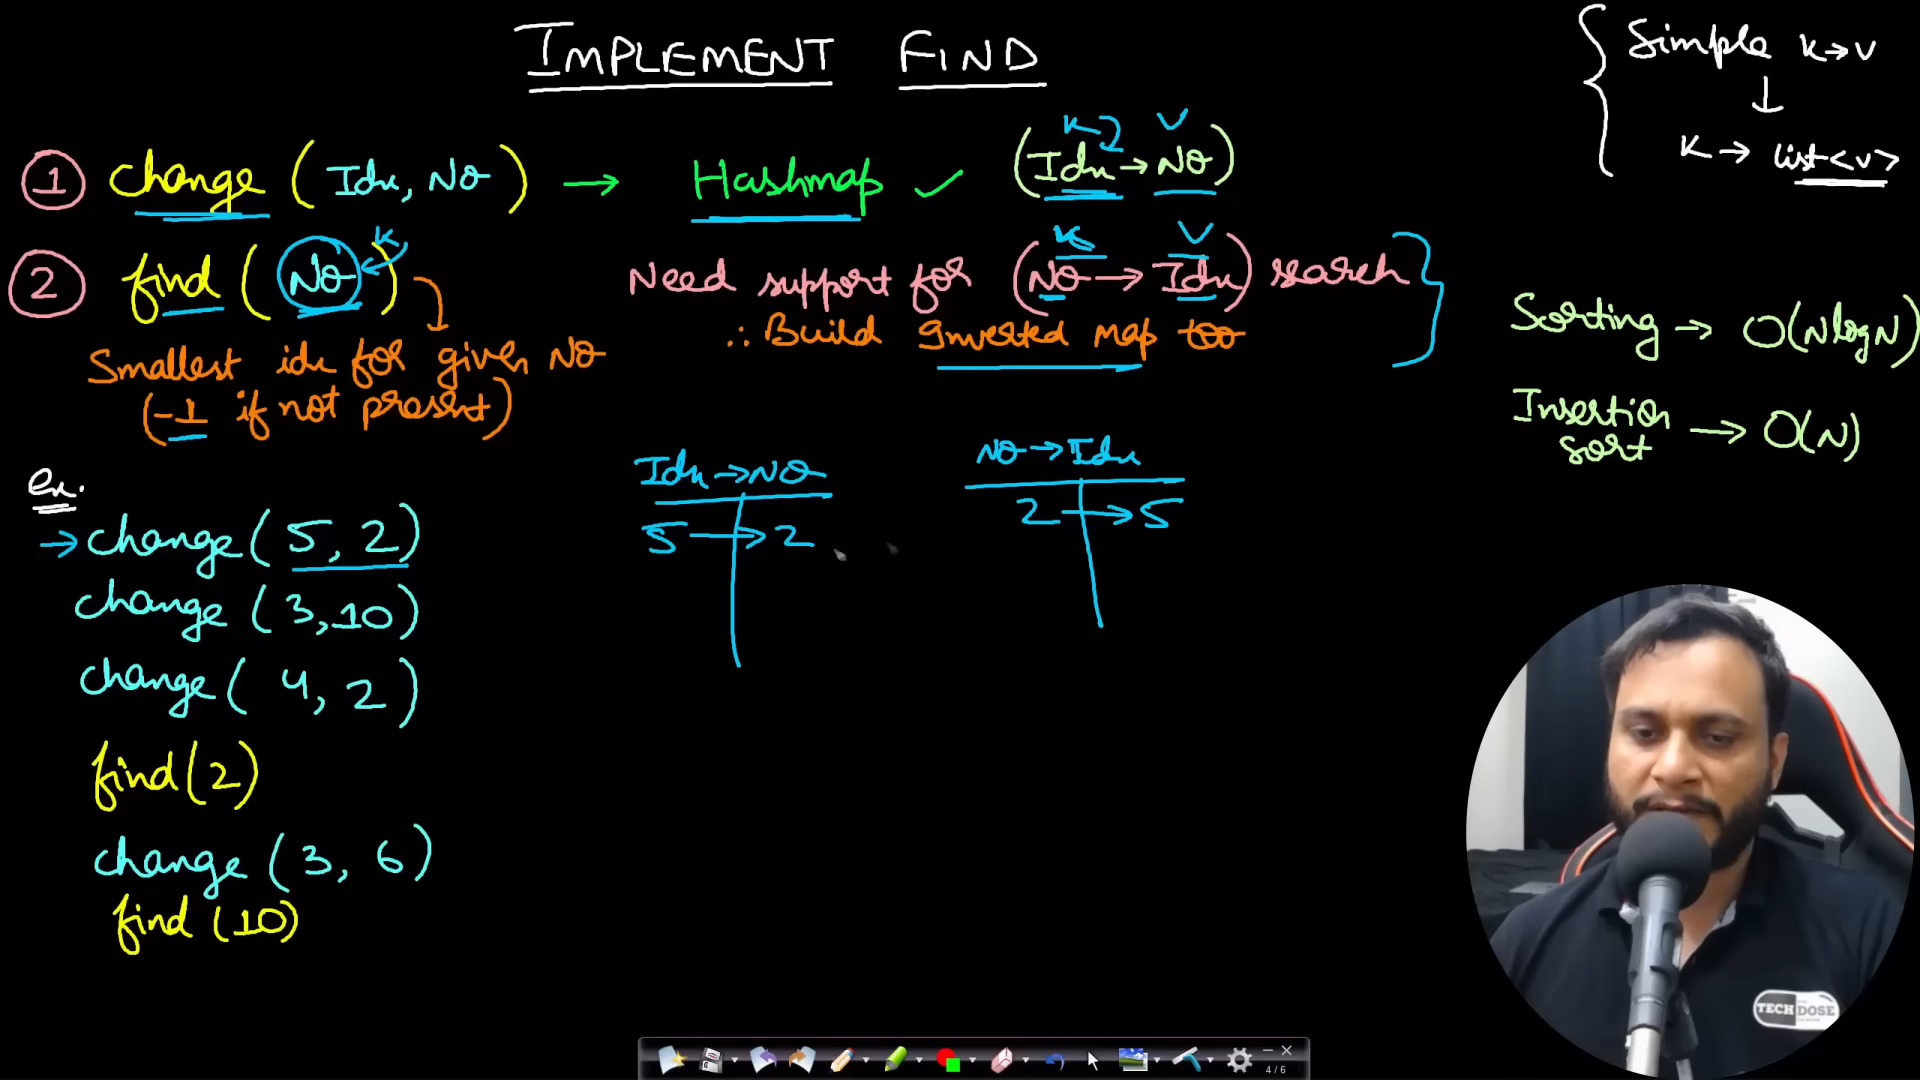 IMPLEMENT FIND
Simple K→V
↓
K → list<V>
K V
① change (Idx, No) → Hashmap ✓ (Idx→No)
K K V
② find (No) Need support for (No→Idx) search
∴ Build Inverted map too
Smallest idx for given No
(-1 if not present)
Sorting → O(NlogN)
Insertion sort → O(N)
Idx→No No→Idx
5→2 2→5
ex.
→change(5, 2)
change (3,10)
change( 4, 2)
find(2)
change (3, 6)
find (10)
TECH DOSE
4/6